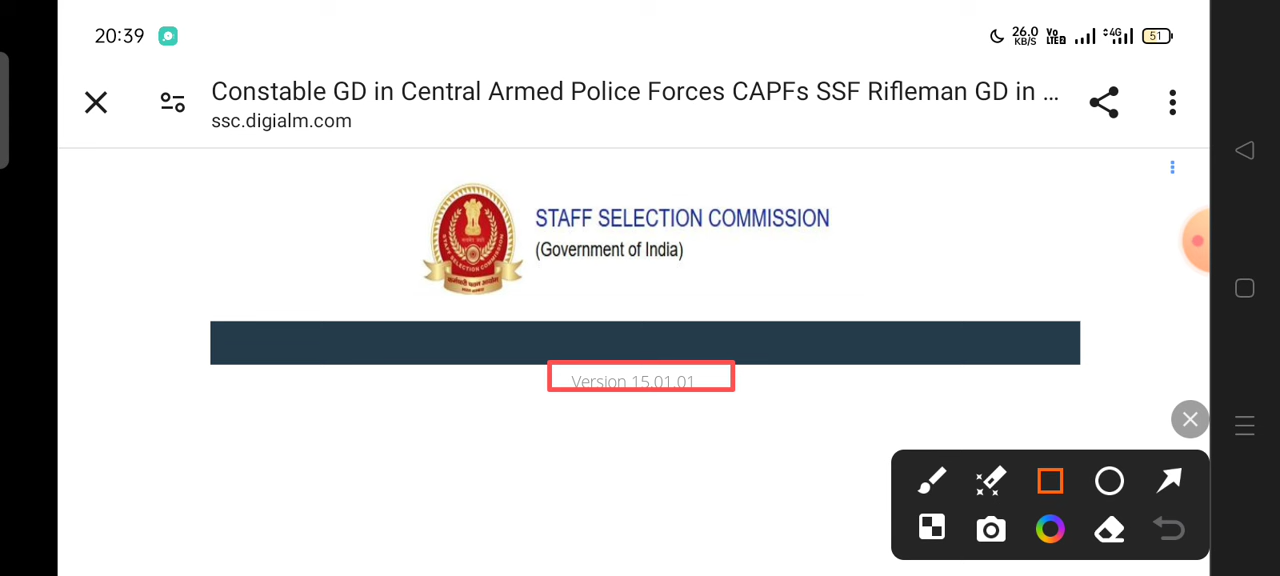 20:39
26.0 KB/S
Vo LTE2
4G
51
Constable GD in Central Armed Police Forces CAPFs SSF Rifleman GD in ...
ssc.digialm.com
STAFF SELECTION COMMISSION
(Government of India)
Version 15.01.01